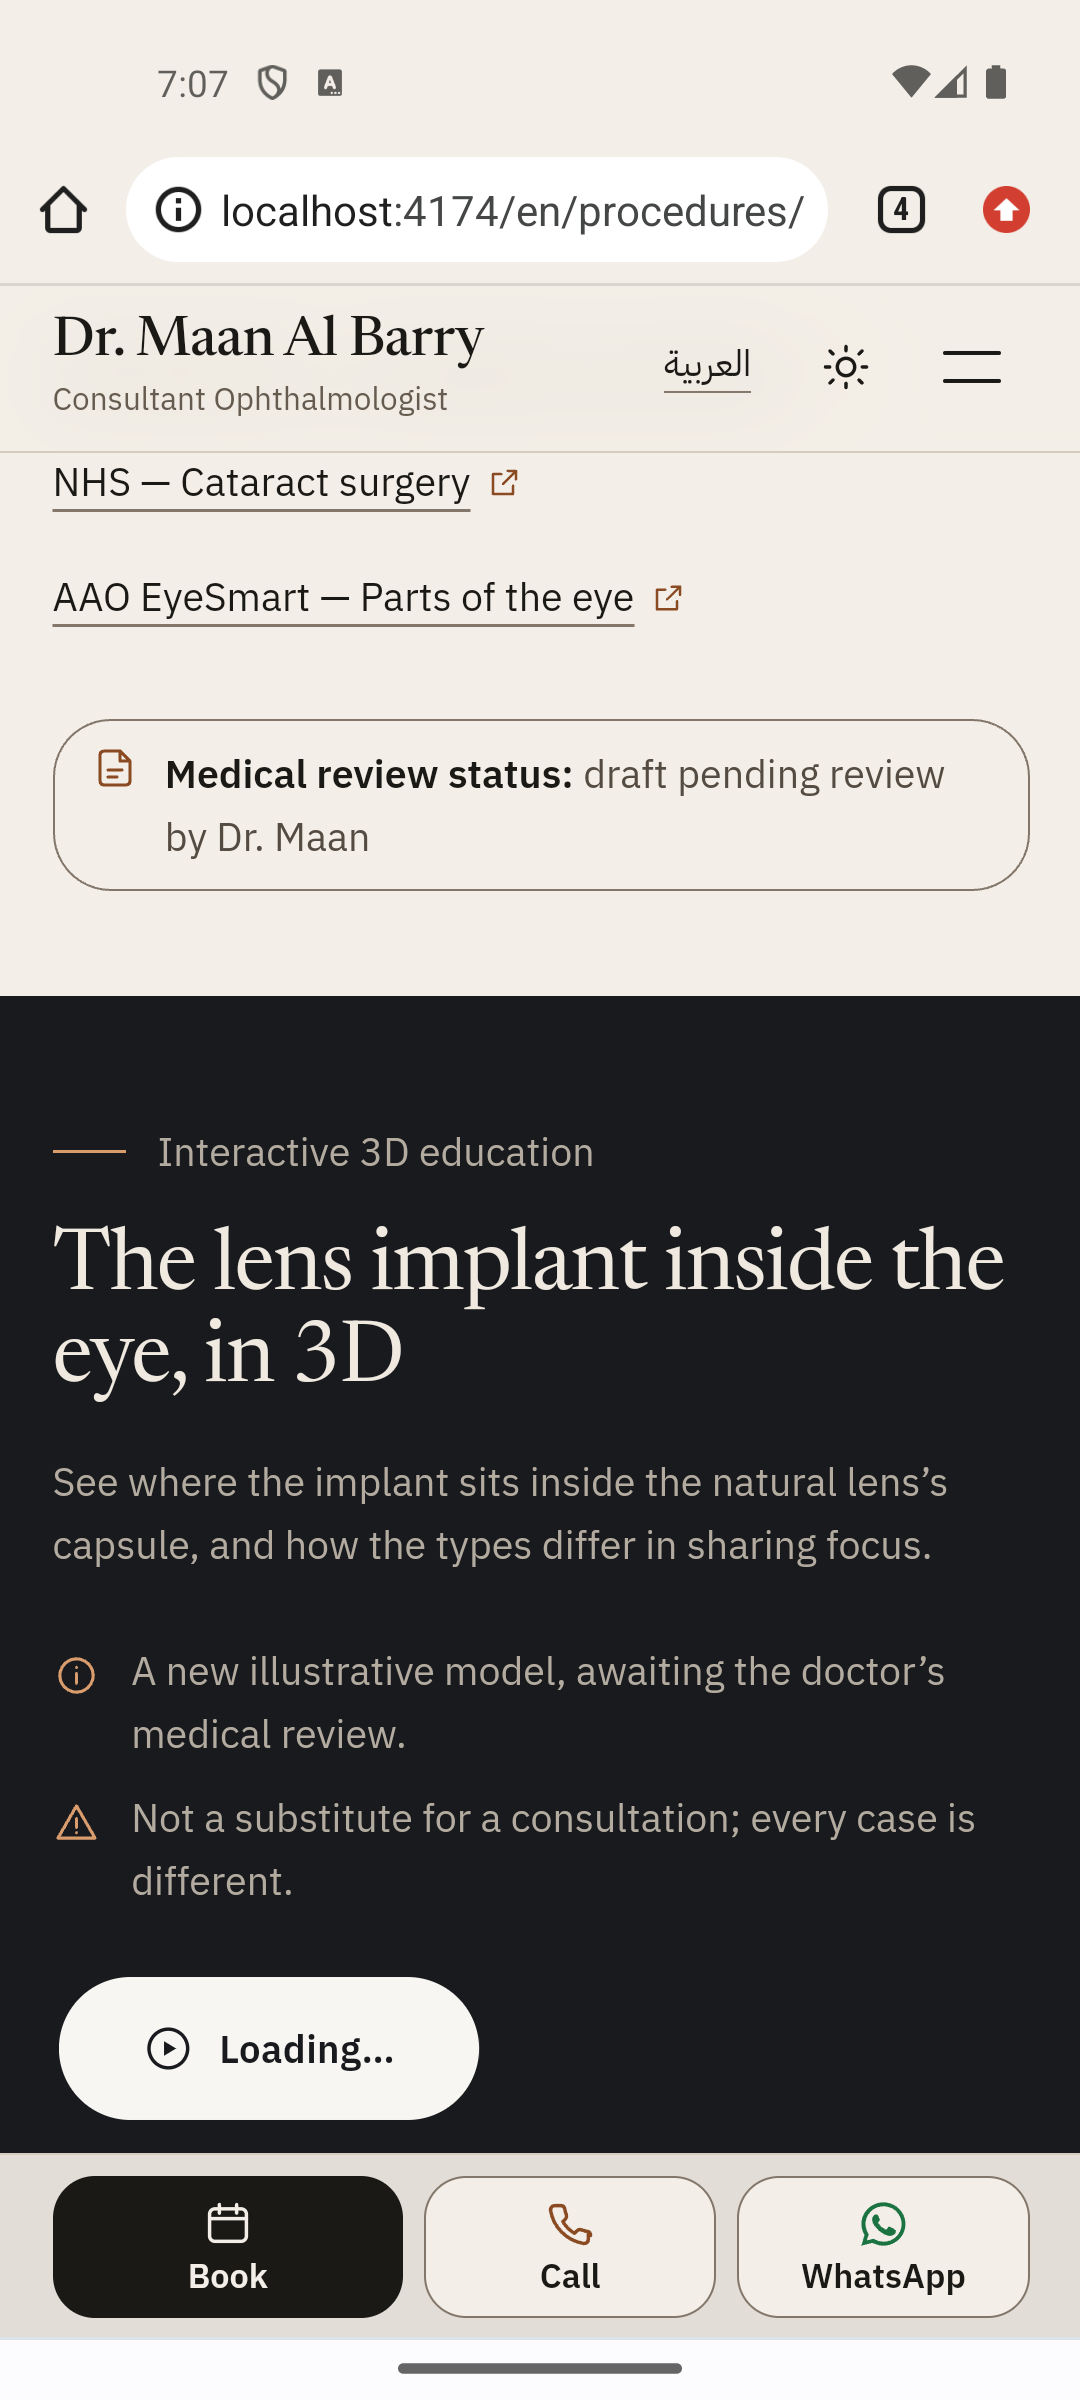 7:07
A
localhost:4174/en/procedures/
4
Dr. Maan Al Barry
Consultant Ophthalmologist
العربية
NHS — Cataract surgery
AAO EyeSmart — Parts of the eye
Medical review status: draft pending review
by Dr. Maan
Interactive 3D education
The lens implant inside the
eye, in 3D
See where the implant sits inside the natural lens’s
capsule, and how the types differ in sharing focus.
A new illustrative model, awaiting the doctor’s
medical review.
Not a substitute for a consultation; every case is
different.
Loading…
Book
Call
WhatsApp